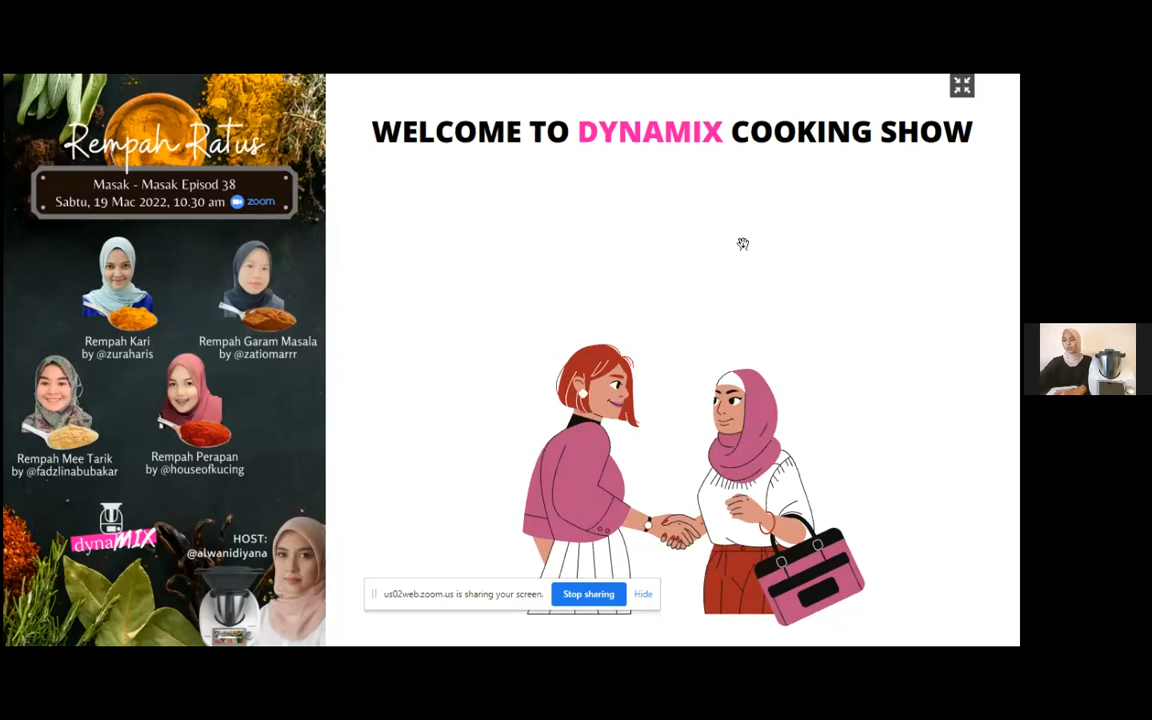 Rempah Ratus
Masak - Masak Episod 38
Sabtu, 19 Mac 2022, 10.30 am zoom
Rempah Kari
by @zuraharis
Rempah Garam Masala
by @zatiomarrr
Rempah Mee Tarik
by @fadzlinabubakar
Rempah Perapan
by @houseofkucing
dynaMIX
HOST:
@alwanidiyana
WELCOME TO DYNAMIX COOKING SHOW
us02web.zoom.us is sharing your screen.
Stop sharing
Hide